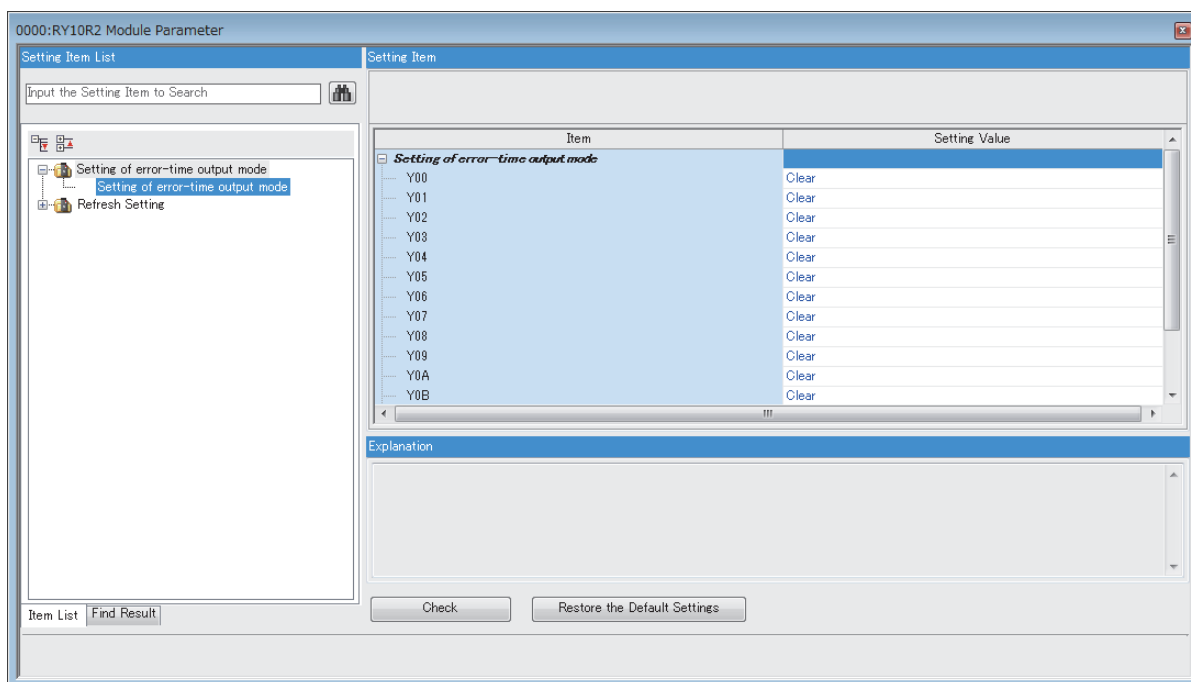 0000:RY10R2 Module Parameter
Setting Item List
Input the Setting Item to Search
Setting of error-time output mode
Setting of error-time output mode
Refresh Setting
Item List
Find Result
Setting Item
Item Setting Value
Setting of error-time output mode
Y00 Clear
Y01 Clear
Y02 Clear
Y03 Clear
Y04 Clear
Y05 Clear
Y06 Clear
Y07 Clear
Y08 Clear
Y09 Clear
Y0A Clear
Y0B Clear
Explanation
Check
Restore the Default Settings